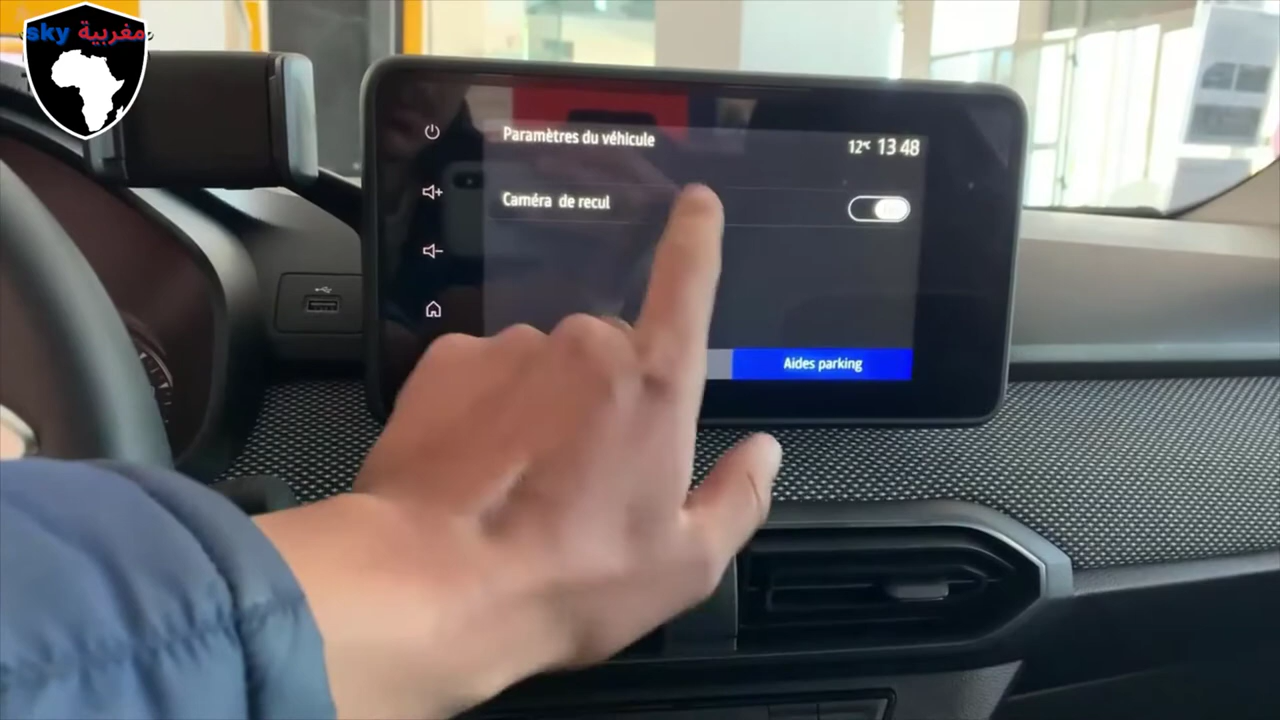 sky مغربية
Paramètres du véhicule
12°C 13 48
Caméra de recul
Aides parking